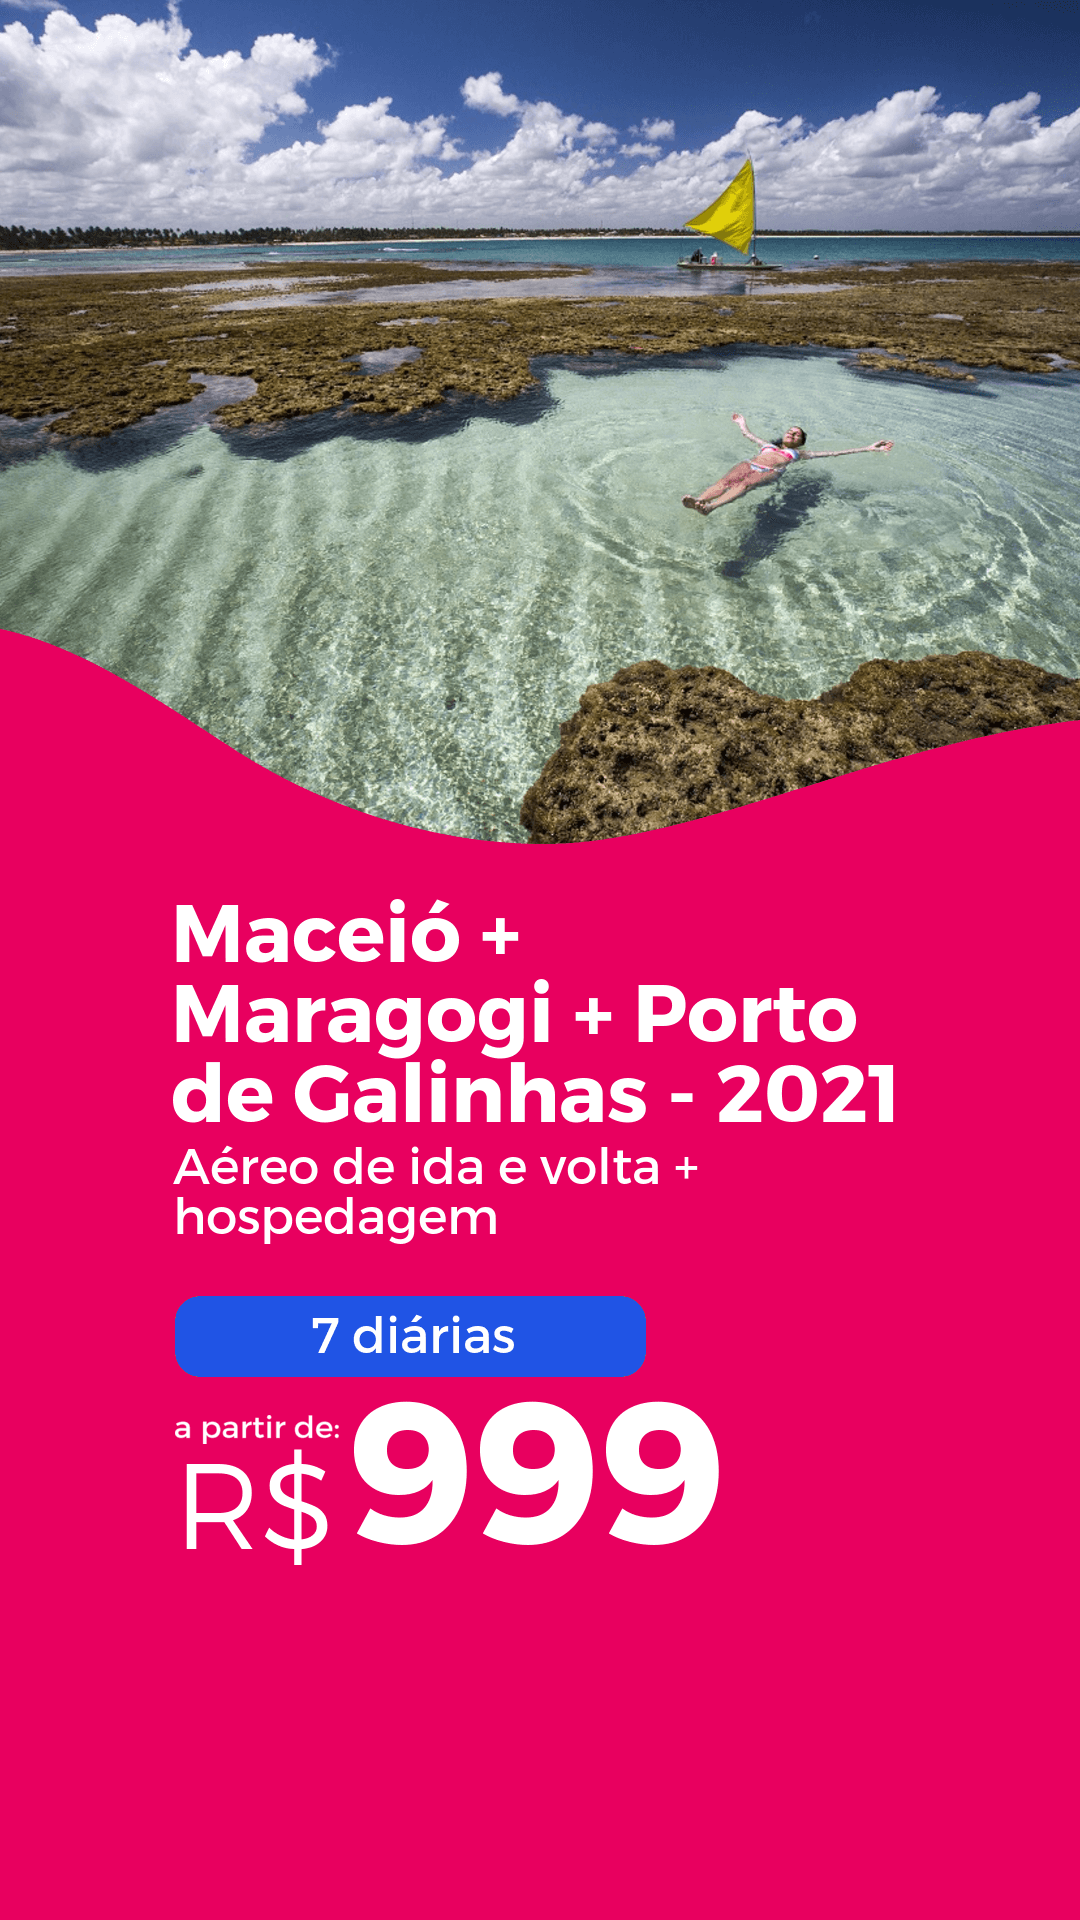 Maceió +
Maragogi + Porto
de Galinhas - 2021
Aéreo de ida e volta +
hospedagem
7 diárias
a partir de:
R$ 999